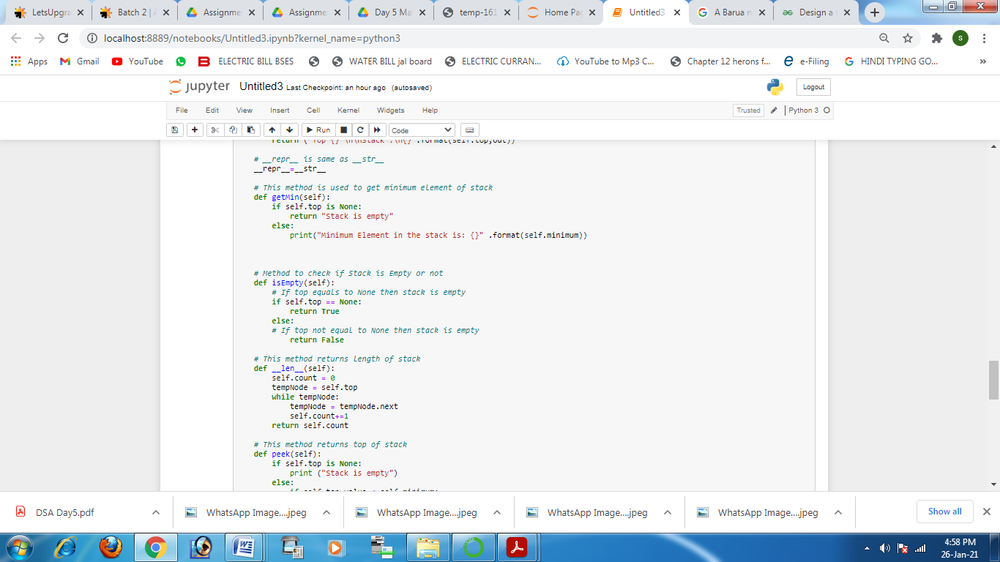 LetsUpgra
Batch 2 | A
Assignme
Assignme
Day 5 Ma
temp-161
Home Pag
Untitled3
A Barua n
Design a s
localhost:8889/notebooks/Untitled3.ipynb?kernel_name=python3
S
Apps
Gmail
YouTube
ELECTRIC BILL BSES
WATER BILL jal board
ELECTRIC CURRAN...
YouTube to Mp3 C...
Chapter 12 herons f...
e-Filing
HINDI TYPING GO...
»
jupyter Untitled3 Last Checkpoint: an hour ago (autosaved)
Logout
File Edit View Insert Cell Kernel Widgets Help
Trusted
Python 3
Run
Code
return ("Top {} \n\nStack :\n{}".format(self.top,out))
# __repr__ is same as __str__
__repr__=__str__
# This method is used to get minimum element of stack
def getMin(self):
if self.top is None:
return "Stack is empty"
else:
print("Minimum Element in the stack is: {}" .format(self.minimum))
# Method to check if Stack is Empty or not
def isEmpty(self):
# If top equals to None then stack is empty
if self.top == None:
return True
else:
# If top not equal to None then stack is empty
return False
# This method returns length of stack
def __len__(self):
self.count = 0
tempNode = self.top
while tempNode:
tempNode = tempNode.next
self.count+=1
return self.count
# This method returns top of stack
def peek(self):
if self.top is None:
print ("Stack is empty")
else:
if self.top.value < self.minimum:
DSA Day5.pdf
WhatsApp Image....jpeg
WhatsApp Image....jpeg
WhatsApp Image....jpeg
WhatsApp Image....jpeg
Show all
4:58 PM
26-Jan-21